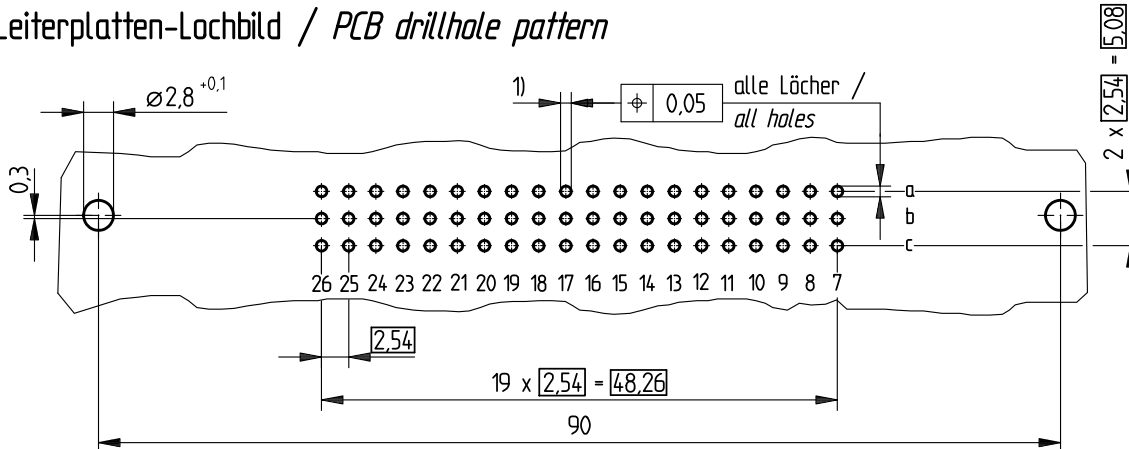 Leiterplatten-Lochbild / PCB drillhole pattern
2 x 2,54 = 5,08
⌀2,8 +0,1
1)
⌖ 0,05
alle Löcher /
all holes
0,3
a
b
c
26 25 24 23 22 21 20 19 18 17 16 15 14 13 12 11 10 9 8 7
2,54
19 x 2,54 = 48,26
90